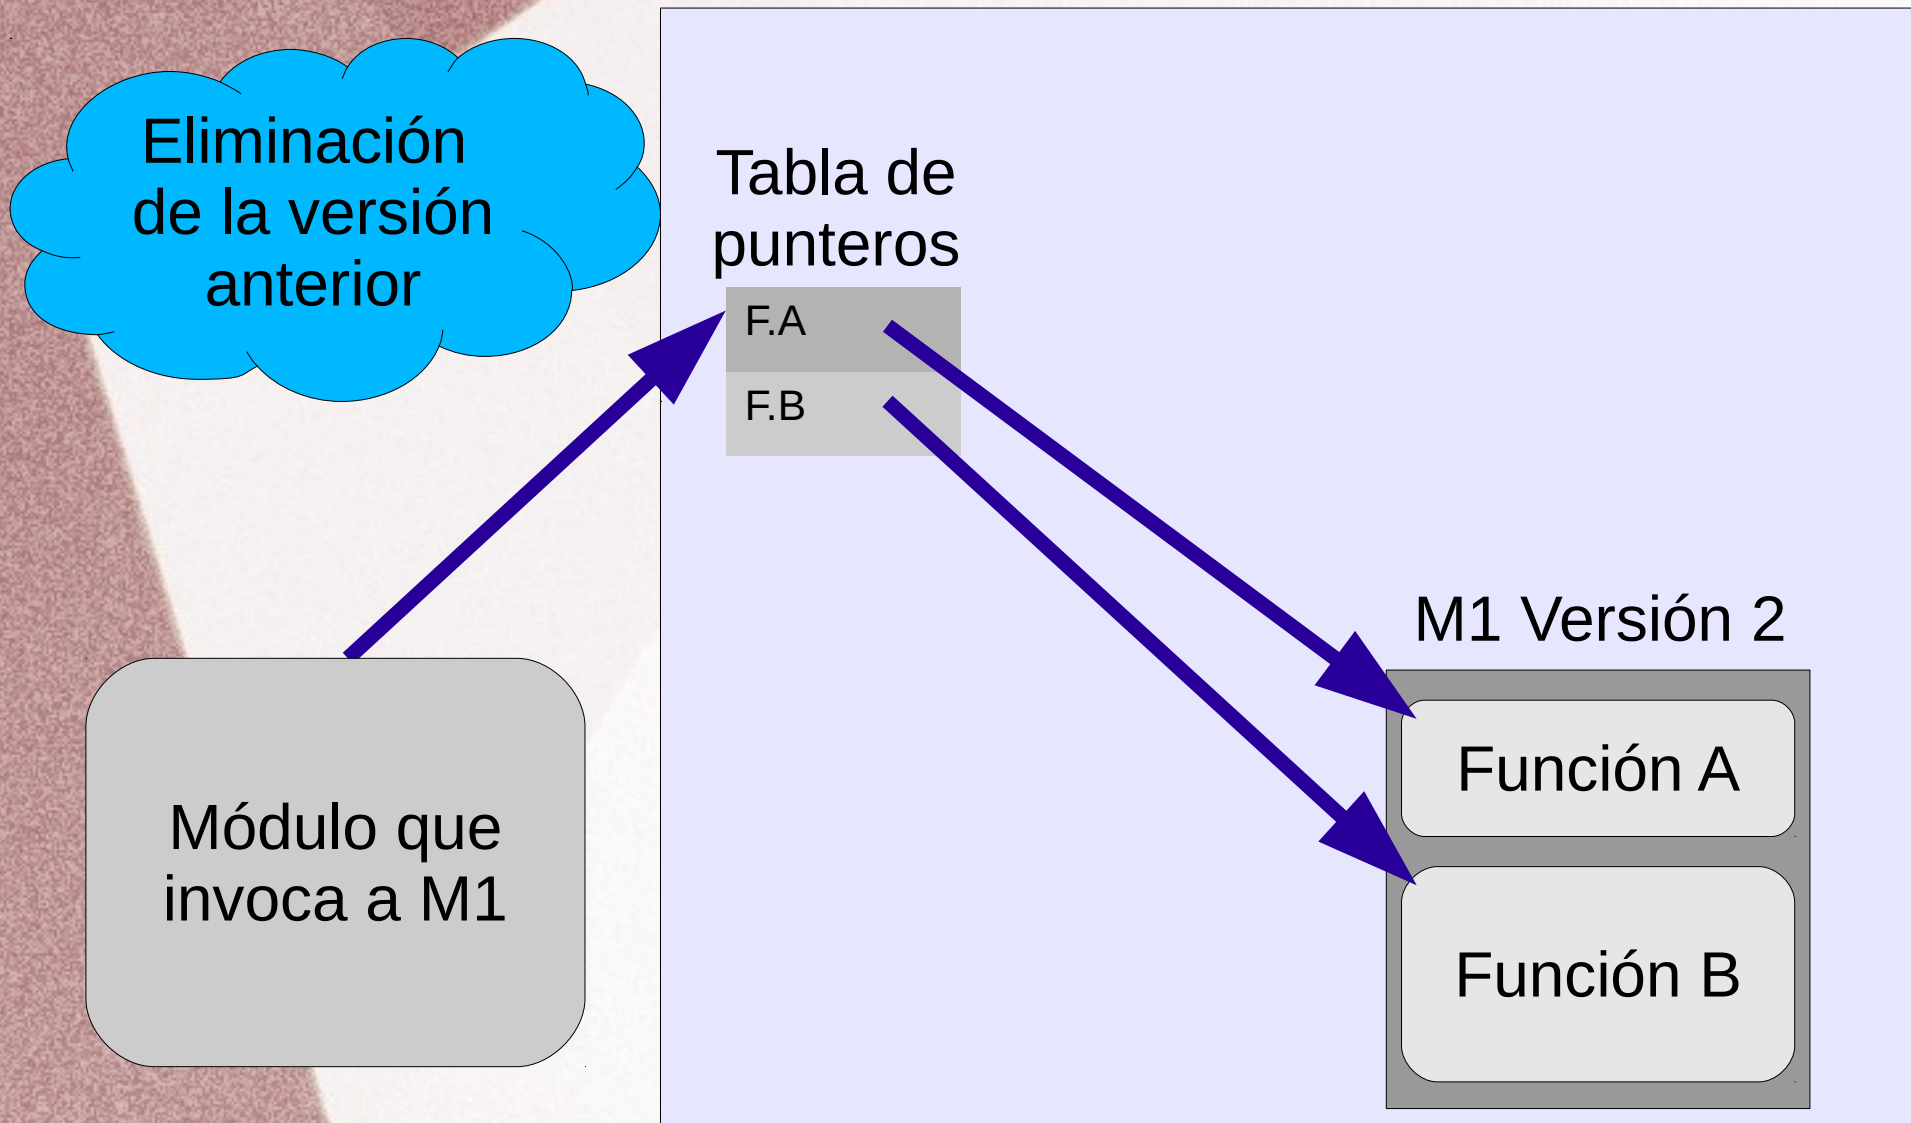 Eliminación
de la versión
anterior
Tabla de
punteros
F.A
F.B
M1 Versión 2
Función A
Función B
Módulo que
invoca a M1